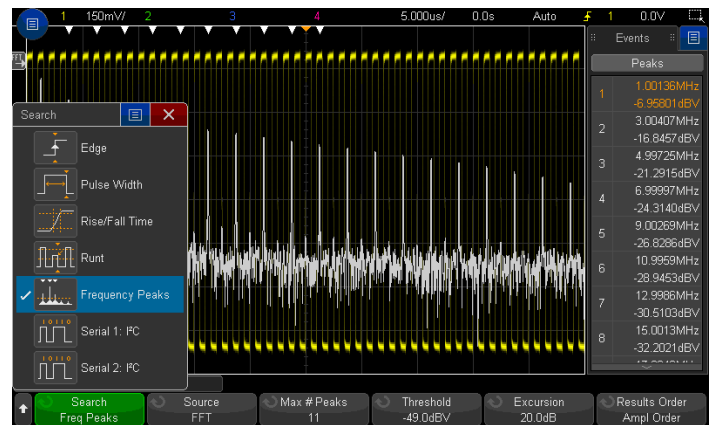 1 150mV/ 2 3 4 5.000us/ 0.0s Auto 1 0.0V
Events
Peaks
1 1.00136MHz
-6.95801dBV
2 3.00407MHz
-16.8457dBV
3 4.99725MHz
-21.2915dBV
4 6.99997MHz
-24.3140dBV
5 9.00269MHz
-26.8286dBV
6 10.9959MHz
-28.9453dBV
7 12.9986MHz
-30.5103dBV
8 15.0013MHz
-32.2021dBV
Search
Edge
Pulse Width
Rise/Fall Time
Runt
Frequency Peaks
Serial 1: I²C
Serial 2: I²C
Search
Freq Peaks
Source
FFT
Max # Peaks
11
Threshold
-49.0dBV
Excursion
20.0dB
Results Order
Ampl Order